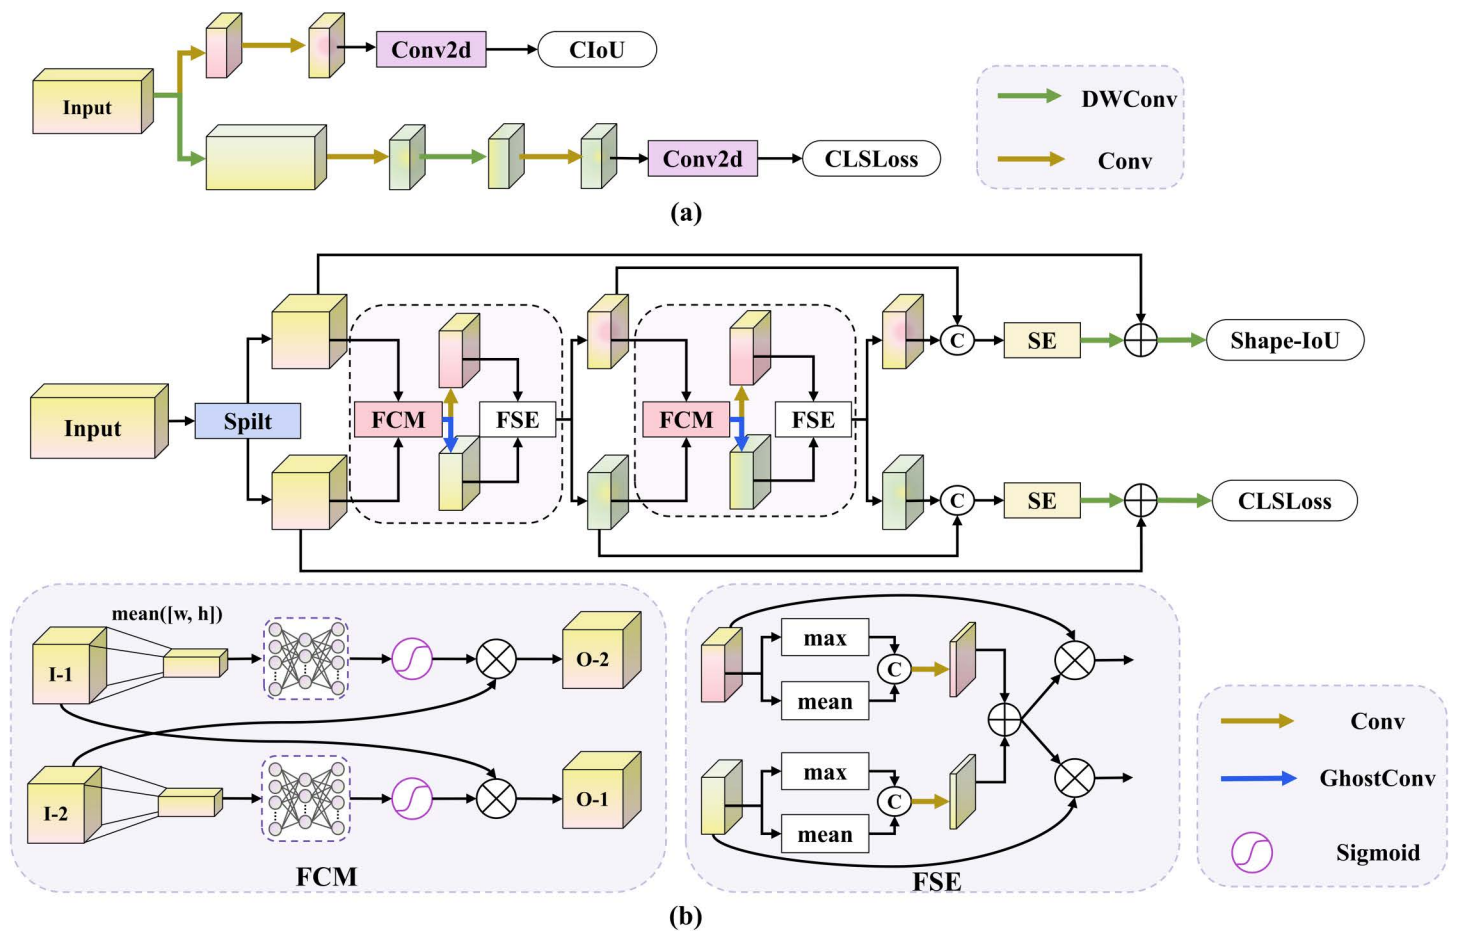 Input
Conv2d
CIoU
Conv2d
CLSLoss
DWConv
Conv
(a)
Input
Spilt
FCM
FSE
FCM
FSE
C
SE
Shape-IoU
C
SE
CLSLoss
mean([w, h])
I-1
O-2
I-2
O-1
FCM
max
mean
C
max
mean
C
FSE
Conv
GhostConv
Sigmoid
(b)